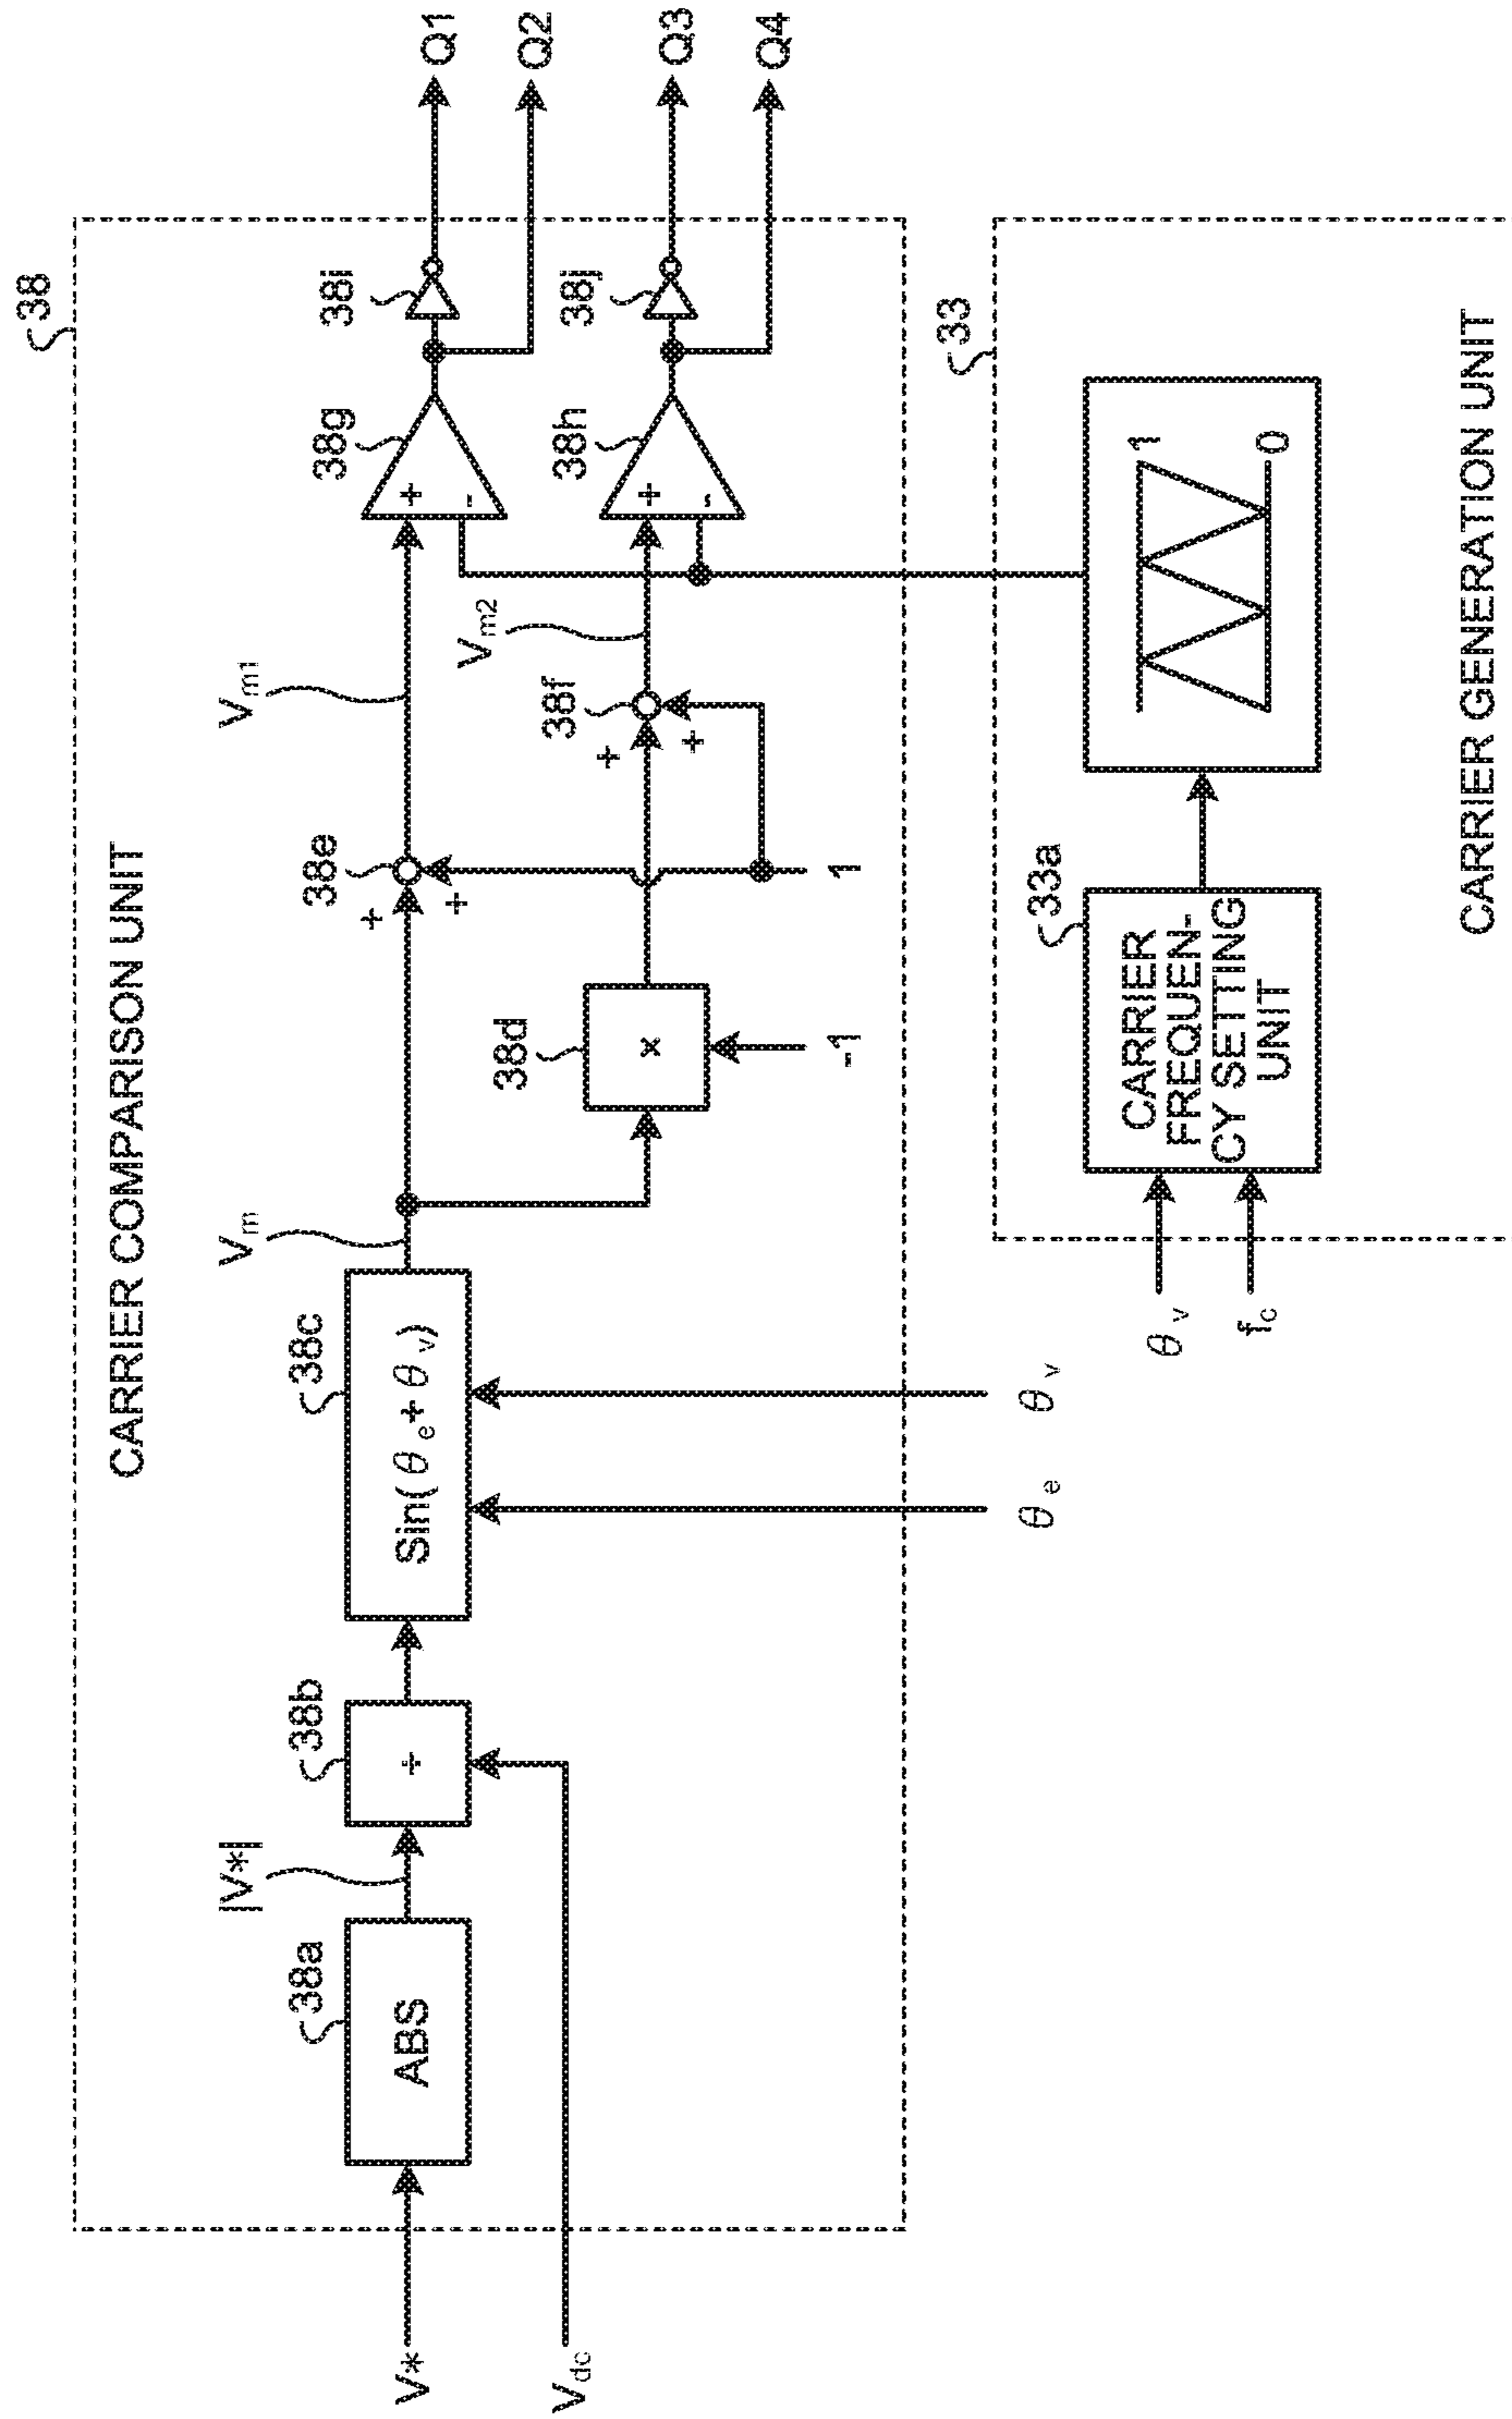 38
CARRIER COMPARISON UNIT
V*
38a
ABS
|V*|
38b
÷
Vdc
38c
Sin(θe+θv)
θe
θv
Vm
38d
×
-1
38e
+
+
1
Vm1
38f
+
+
Vm2
38g
+
-
38h
+
-
38i
38j
Q1
Q2
Q3
Q4
33
θv
fc
33a
CARRIER
FREQUEN-
CY SETTING
UNIT
1
0
CARRIER GENERATION UNIT